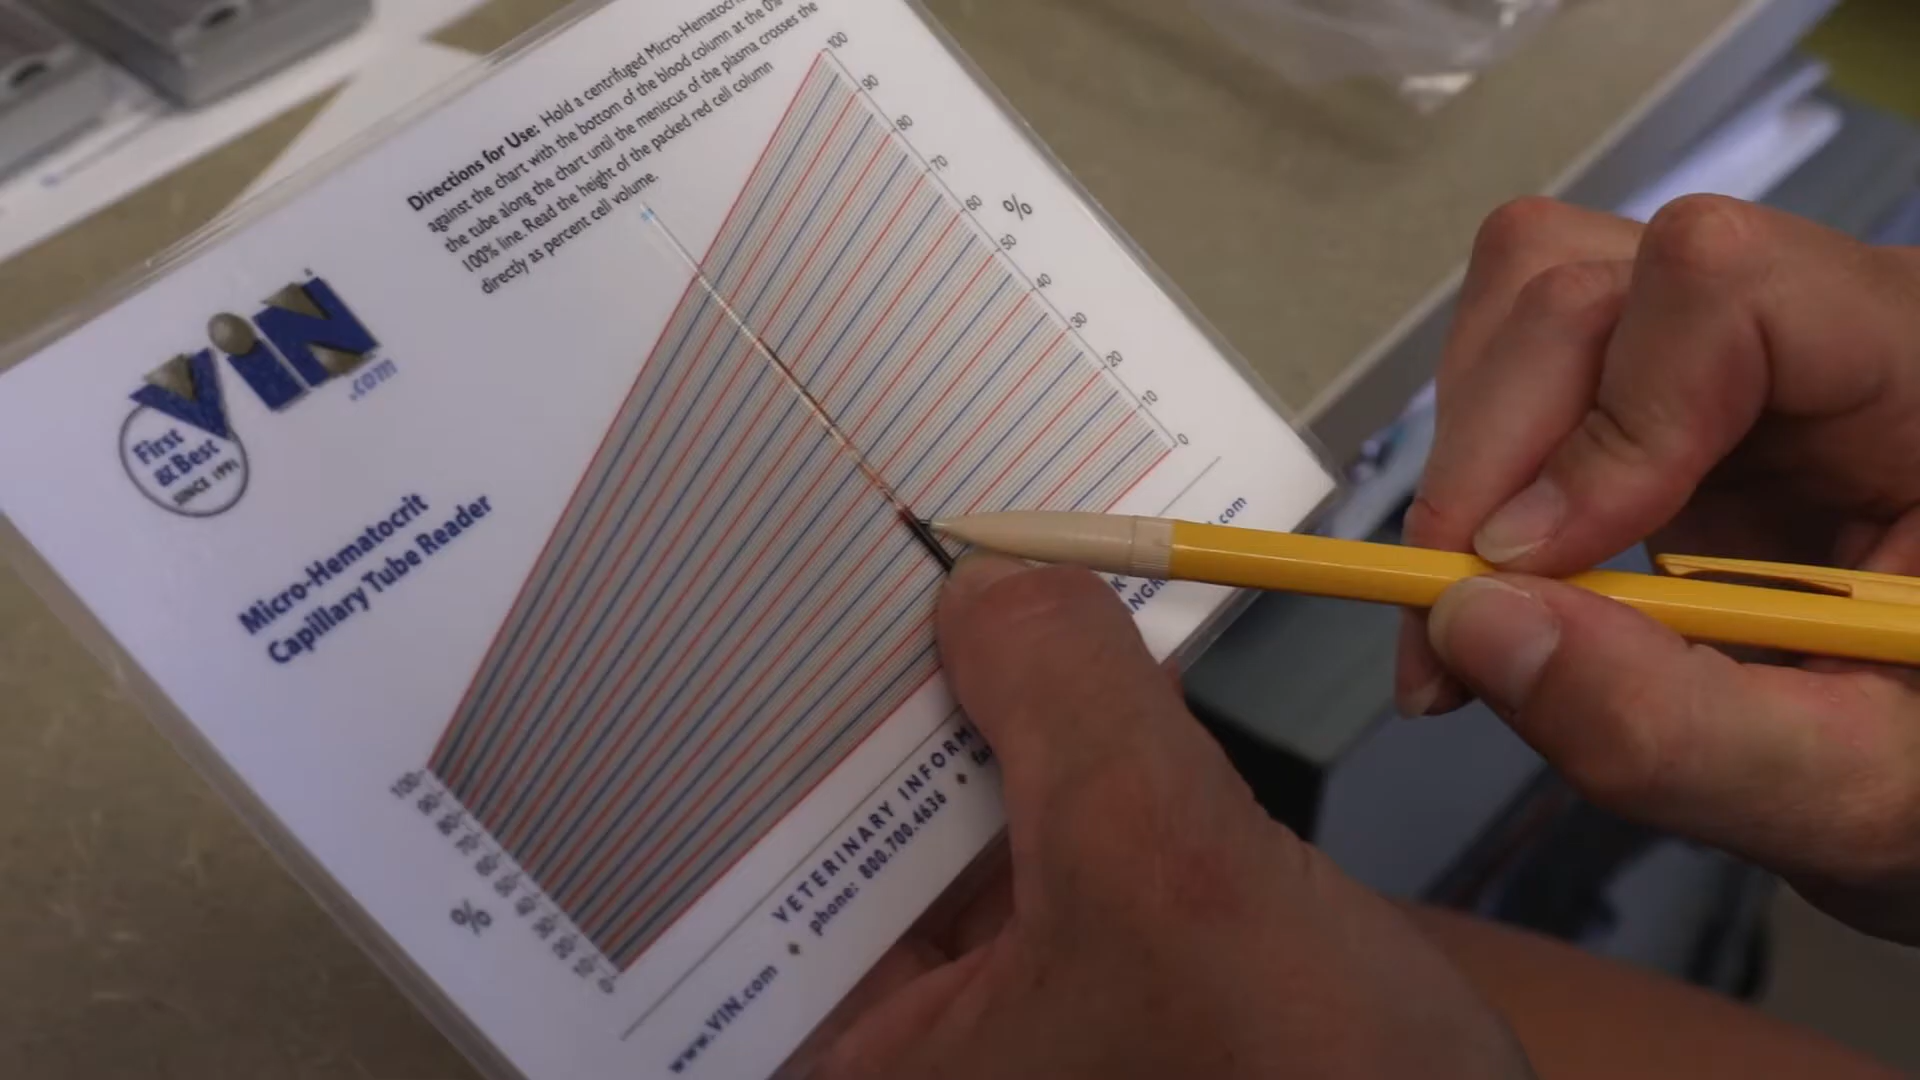 Directions for Use: Hold a centrifuged Micro-Hematocrit
against the chart with the bottom of the blood column at the 0%
the tube along the chart until the meniscus of the plasma crosses the
100% line. Read the height of the packed red cell column
directly as percent cell volume.
ViN
.com
First
& Best
SINCE 1991
Micro-Hematocrit
Capillary Tube Reader
100
90
80
70
60
50
40
30
20
10
0
%
100
90
80
70
60
50
40
30
20
10
0
%
VETERINARY INFORM
phone: 800.700.4636
www.VIN.com
.com